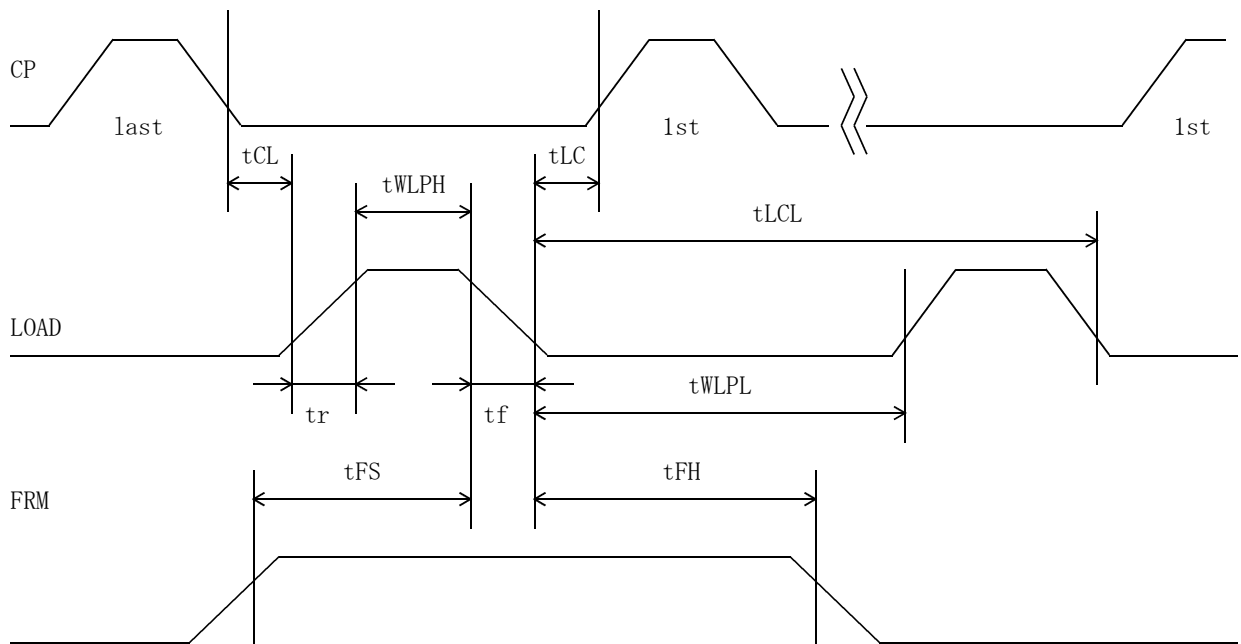 CP
last
1st
1st
tCL
tLC
tWLPH
tLCL
LOAD
tWLPL
tr
tf
tFS
tFH
FRM